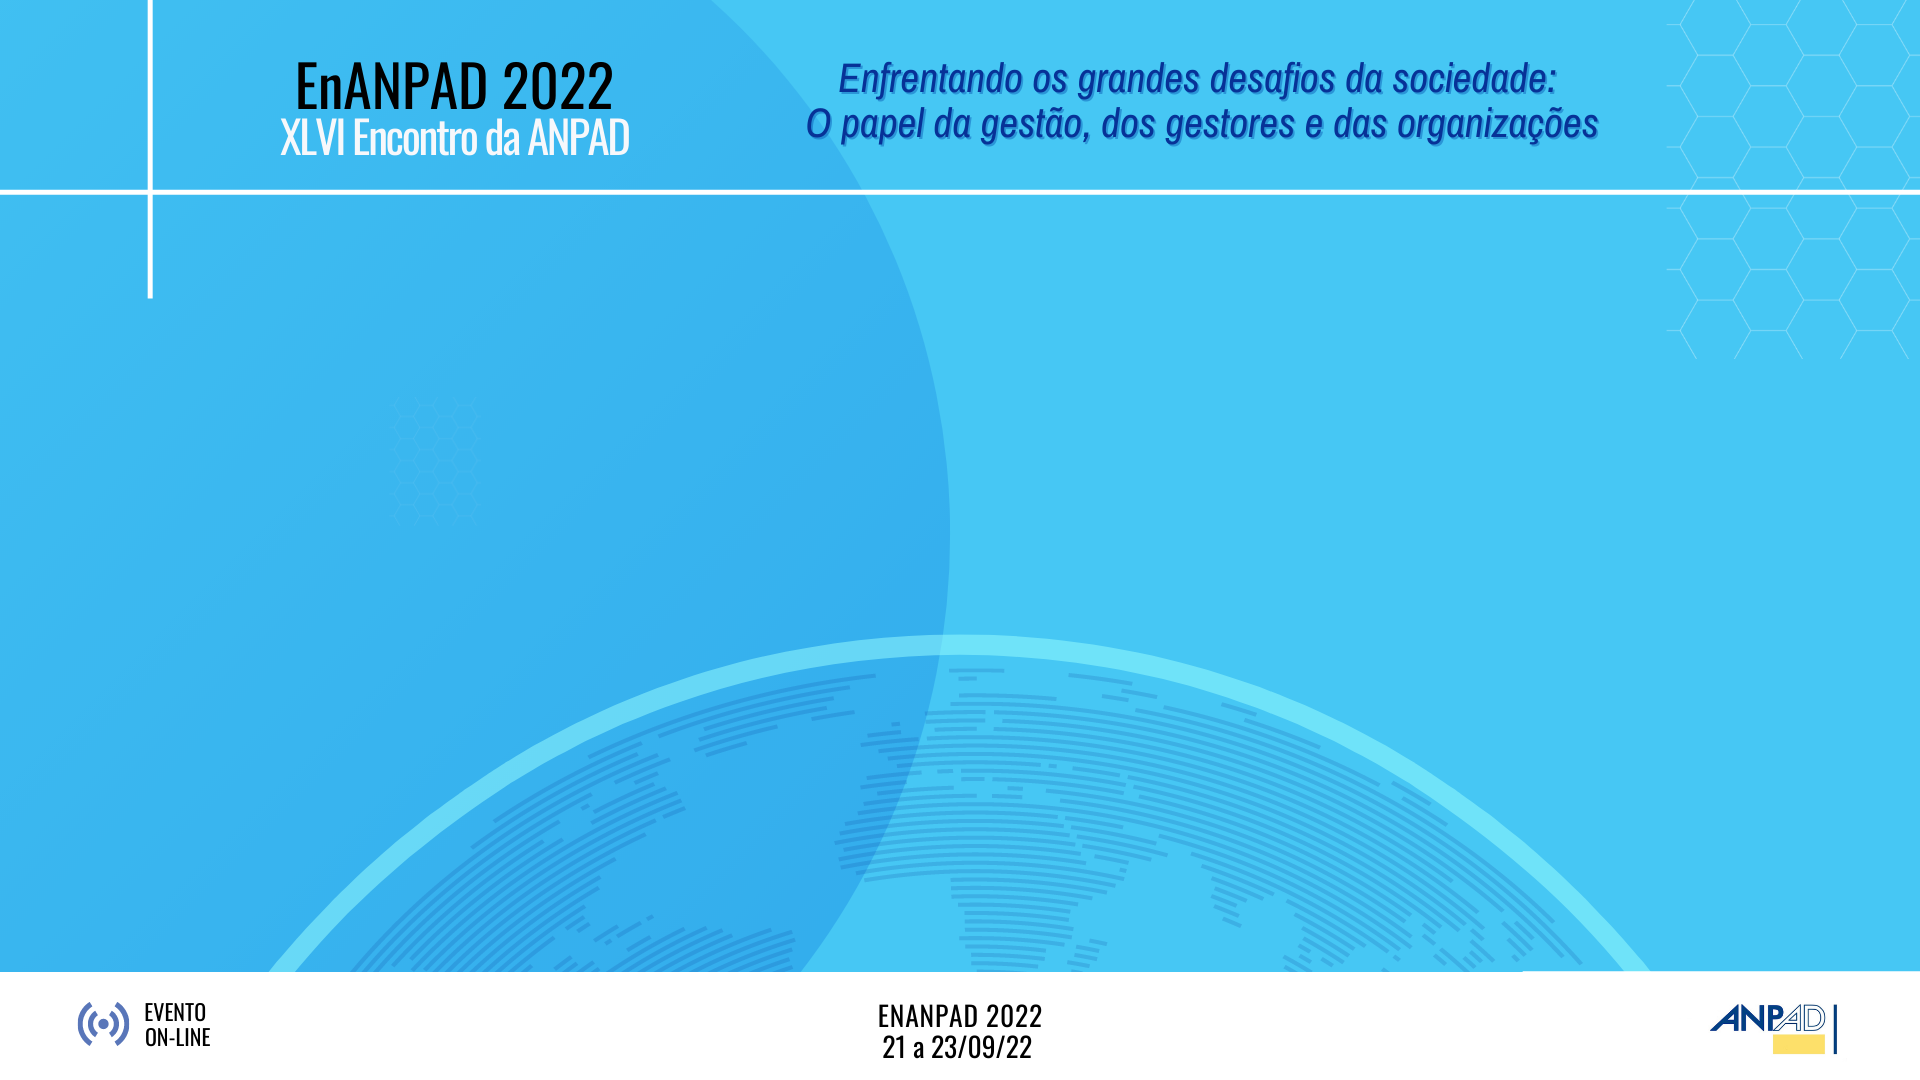 EnANPAD 2022
XLVI Encontro da ANPAD
Enfrentando os grandes desafios da sociedade:
O papel da gestão, dos gestores e das organizações
EVENTO
ON-LINE
ENANPAD 2022
21 a 23/09/22
ANPAD